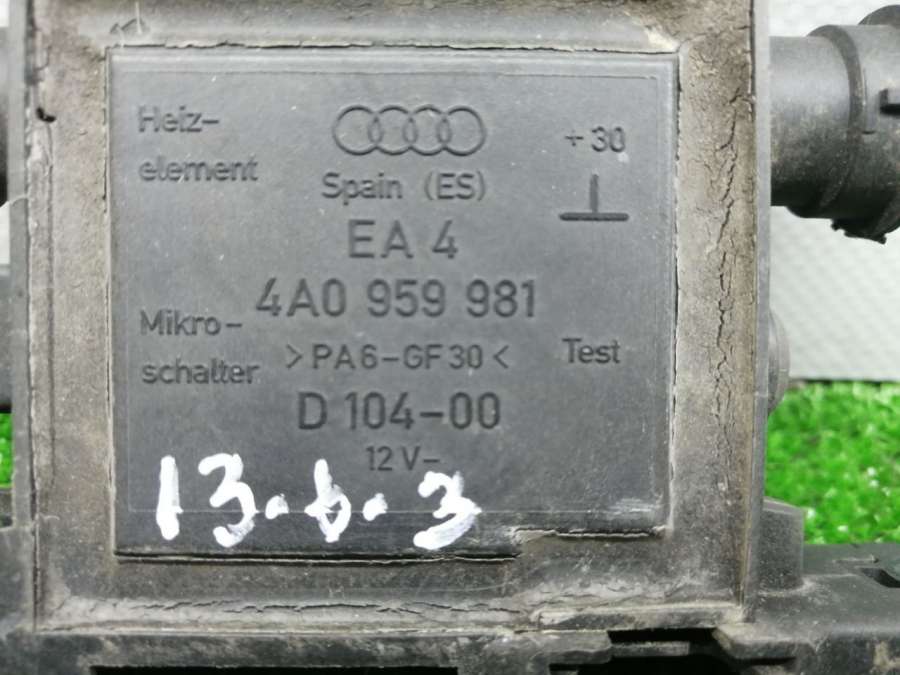 Heiz-
element
+30
Spain (ES)
EA 4
4A0 959 981
Mikro-
schalter
>PA6-GF30<
Test
D 104-00
12 V-
13.6.3